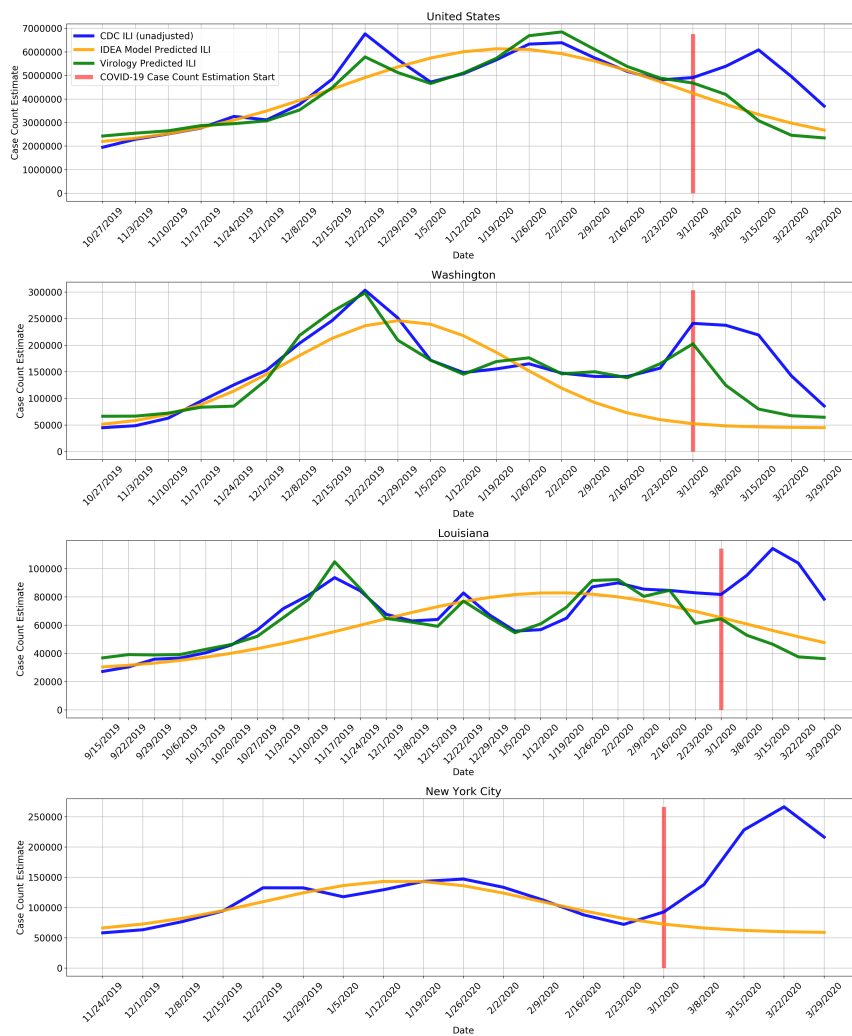 United States
7000000
6000000
5000000
4000000
3000000
2000000
1000000
0
Case Count Estimate
CDC ILI (unadjusted)
IDEA Model Predicted ILI
Virology Predicted ILI
COVID-19 Case Count Estimation Start
10/27/2019 11/3/2019 11/10/2019 11/17/2019 11/24/2019 12/1/2019 12/8/2019 12/15/2019 12/22/2019 12/29/2019 1/5/2020 1/12/2020 1/19/2020 1/26/2020 2/2/2020 2/9/2020 2/16/2020 2/23/2020 3/1/2020 3/8/2020 3/15/2020 3/22/2020 3/29/2020
Date
Washington
300000
250000
200000
150000
100000
50000
0
Case Count Estimate
10/27/2019 11/3/2019 11/10/2019 11/17/2019 11/24/2019 12/1/2019 12/8/2019 12/15/2019 12/22/2019 12/29/2019 1/5/2020 1/12/2020 1/19/2020 1/26/2020 2/2/2020 2/9/2020 2/16/2020 2/23/2020 3/1/2020 3/8/2020 3/15/2020 3/22/2020 3/29/2020
Date
Louisiana
100000
80000
60000
40000
20000
0
Case Count Estimate
9/15/2019 9/22/2019 9/29/2019 10/6/2019 10/13/2019 10/20/2019 10/27/2019 11/3/2019 11/10/2019 11/17/2019 11/24/2019 12/1/2019 12/8/2019 12/15/2019 12/22/2019 12/29/2019 1/5/2020 1/12/2020 1/19/2020 1/26/2020 2/2/2020 2/9/2020 2/16/2020 2/23/2020 3/1/2020 3/8/2020 3/15/2020 3/22/2020 3/29/2020
Date
New York City
250000
200000
150000
100000
50000
0
Case Count Estimate
11/24/2019 12/1/2019 12/8/2019 12/15/2019 12/22/2019 12/29/2019 1/5/2020 1/12/2020 1/19/2020 1/26/2020 2/2/2020 2/9/2020 2/16/2020 2/23/2020 3/1/2020 3/8/2020 3/15/2020 3/22/2020 3/29/2020
Date